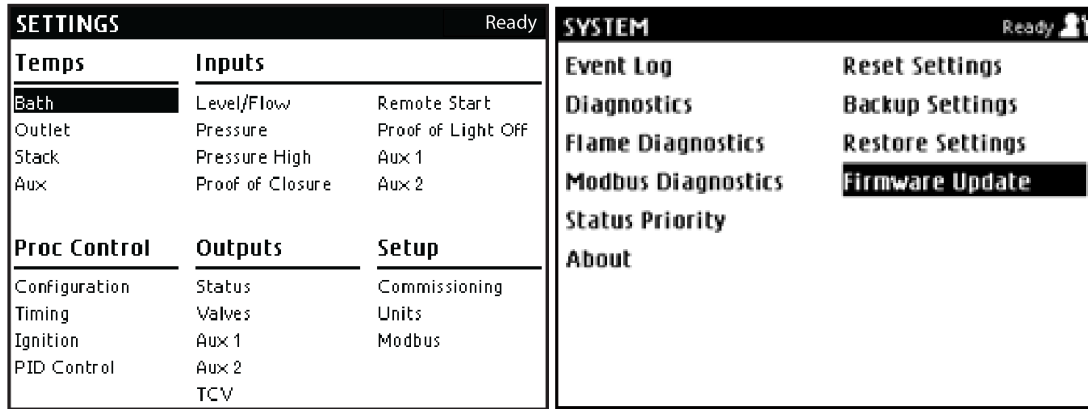 SETTINGS Ready
Temps Inputs
Bath Level/Flow Remote Start
Outlet Pressure Proof of Light Off
Stack Pressure High Aux 1
Aux Proof of Closure Aux 2
Proc Control Outputs Setup
Configuration Status Commissioning
Timing Valves Units
Ignition Aux 1 Modbus
PID Control Aux 2
TCV
SYSTEM Ready
Event Log Reset Settings
Diagnostics Backup Settings
Flame Diagnostics Restore Settings
Modbus Diagnostics Firmware Update
Status Priority
About